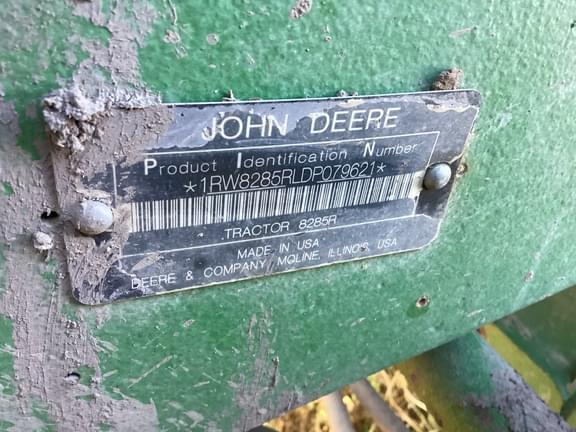 JOHN DEERE
Product Identification Number
*1RW8285RLDP079621*
TRACTOR 8285R
MADE IN USA
DEERE & COMPANY MOLINE, ILLINOIS, USA